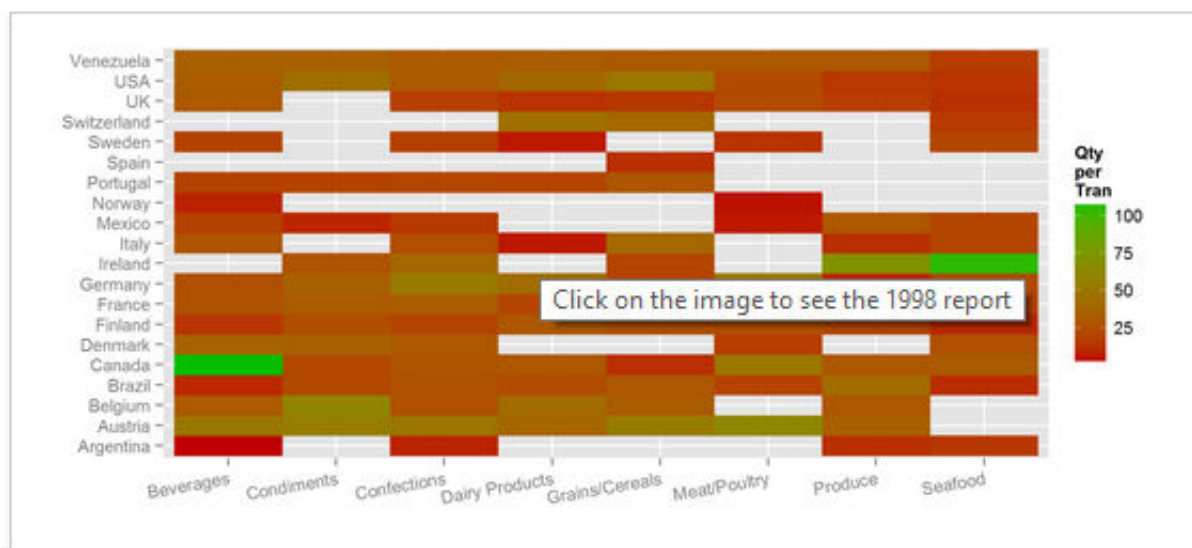 Venezuela
USA
UK
Switzerland
Sweden
Spain
Portugal
Norway
Mexico
Italy
Ireland
Germany
France
Finland
Denmark
Canada
Brazil
Belgium
Austria
Argentina
Click on the image to see the 1998 report
Qty
per
Tran
100
75
50
25
Beverages
Condiments
Confections
Dairy Products
Grains/Cereals
Meat/Poultry
Produce
Seafood